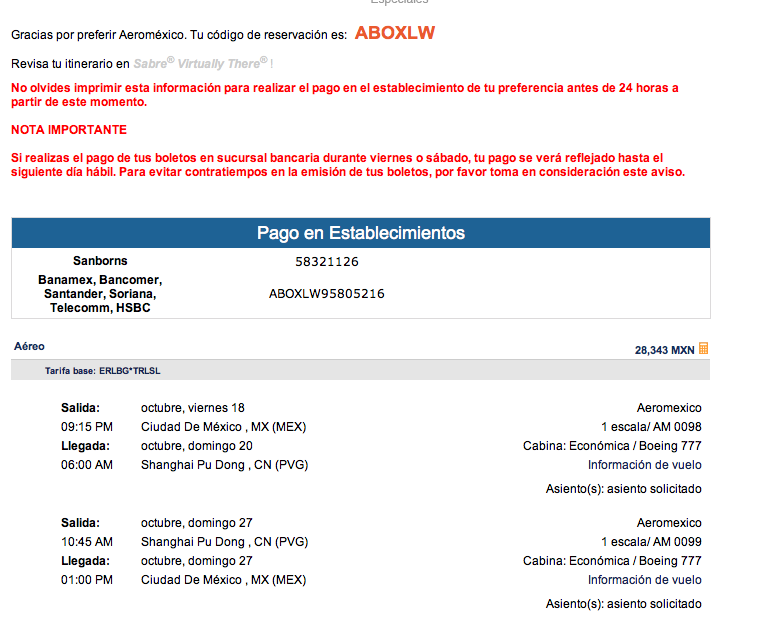 Especiales
Gracias por preferir Aeroméxico. Tu código de reservación es: ABOXLW
Revisa tu itinerario en Sabre® Virtually There® !
No olvides imprimir esta información para realizar el pago en el establecimiento de tu preferencia antes de 24 horas a
partir de este momento.
NOTA IMPORTANTE
Si realizas el pago de tus boletos en sucursal bancaria durante viernes o sábado, tu pago se verá reflejado hasta el
siguiente día hábil. Para evitar contratiempos en la emisión de tus boletos, por favor toma en consideración este aviso.
Pago en Establecimientos
Sanborns 58321126
Banamex, Bancomer,
Santander, Soriana, ABOXLW95805216
Telecomm, HSBC
Aéreo 28,343 MXN
Tarifa base: ERLBG*TRLSL
Salida: octubre, viernes 18 Aeromexico
09:15 PM Ciudad De México , MX (MEX) 1 escala/ AM 0098
Llegada: octubre, domingo 20 Cabina: Económica / Boeing 777
06:00 AM Shanghai Pu Dong , CN (PVG) Información de vuelo
Asiento(s): asiento solicitado
Salida: octubre, domingo 27 Aeromexico
10:45 AM Shanghai Pu Dong , CN (PVG) 1 escala/ AM 0099
Llegada: octubre, domingo 27 Cabina: Económica / Boeing 777
01:00 PM Ciudad De México , MX (MEX) Información de vuelo
Asiento(s): asiento solicitado